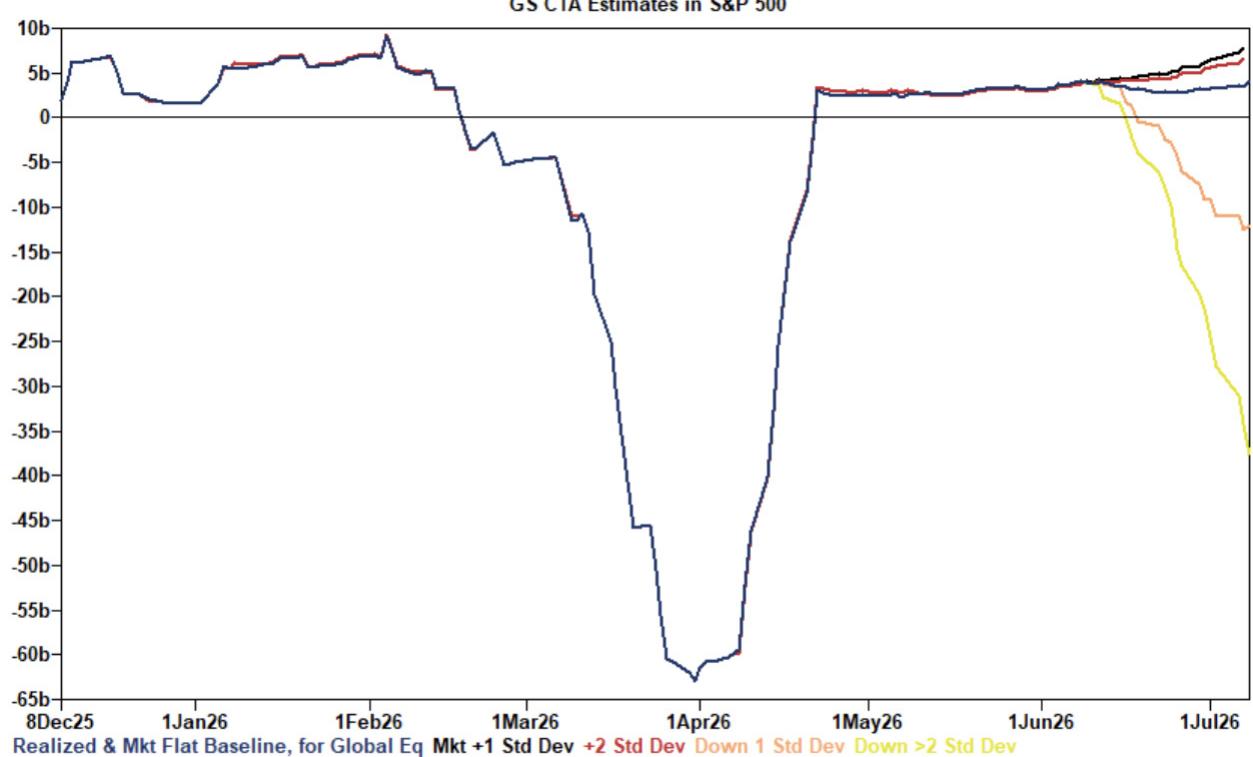 GS CTA Estimates in S&P 500
10b
5b
0
-5b
-10b
-15b
-20b
-25b
-30b
-35b
-40b
-45b
-50b
-55b
-60b
-65b
8Dec25 1Jan26 1Feb26 1Mar26 1Apr26 1May26 1Jun26 1Jul26
Realized & Mkt Flat Baseline, for Global Eq Mkt +1 Std Dev +2 Std Dev Down 1 Std Dev Down >2 Std Dev